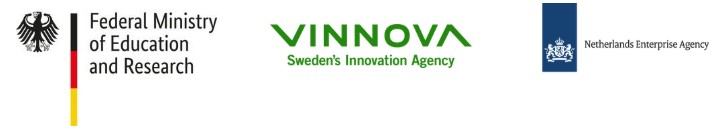 Federal Ministry
of Education
and Research
VINNOVA
Sweden's Innovation Agency
Netherlands Enterprise Agency